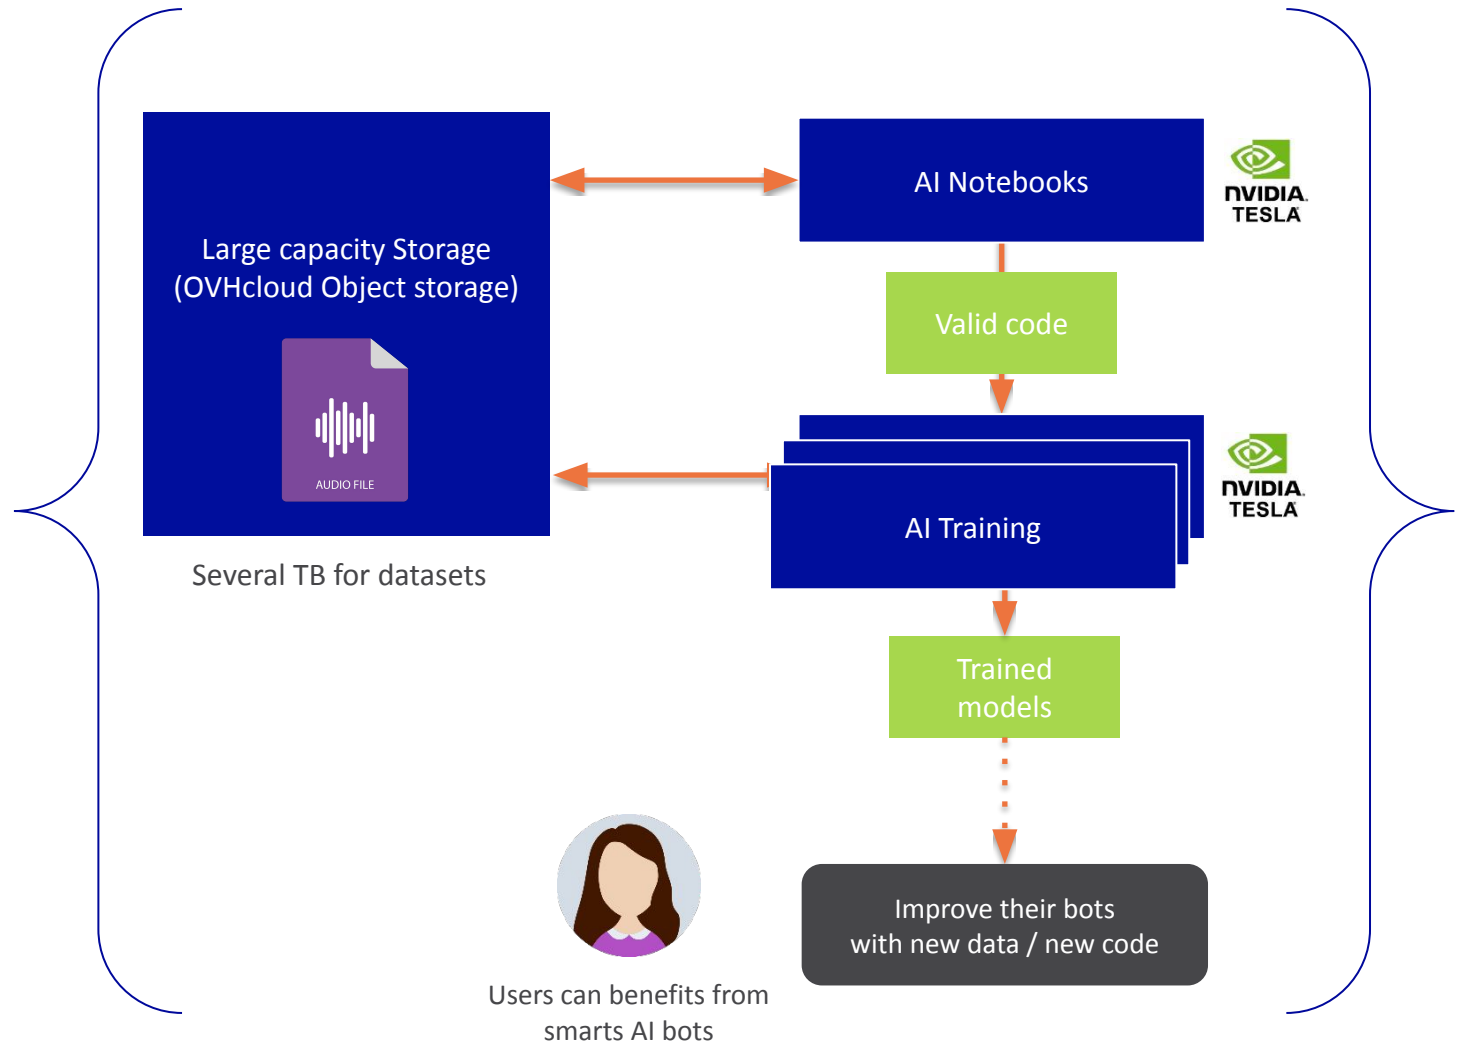 Large capacity Storage
(OVHcloud Object storage)
AUDIO FILE
Several TB for datasets
AI Notebooks
NVIDIA.
TESLA
Valid code
AI Training
NVIDIA.
TESLA
Trained
models
Improve their bots
with new data / new code
Users can benefits from
smarts AI bots